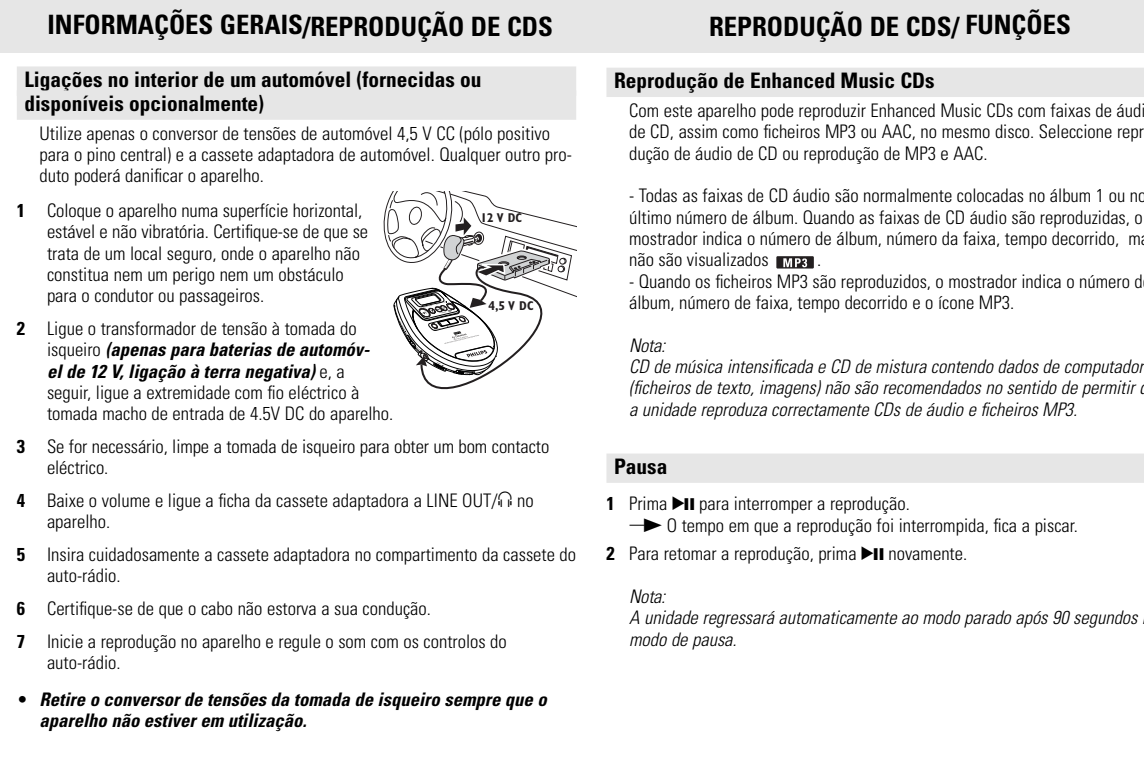 INFORMAÇÕES GERAIS/REPRODUÇÃO DE CDS
Ligações no interior de um automóvel (fornecidas ou
disponíveis opcionalmente)
Utilize apenas o conversor de tensões de automóvel 4,5 V CC (pólo positivo
para o pino central) e a cassete adaptadora de automóvel. Qualquer outro pro-
duto poderá danificar o aparelho.
1 Coloque o aparelho numa superfície horizontal,
estável e não vibratória. Certifique-se de que se
trata de um local seguro, onde o aparelho não
constitua nem um perigo nem um obstáculo
para o condutor ou passageiros.
2 Ligue o transformador de tensão à tomada do
isqueiro (apenas para baterias de automóv-
el de 12 V, ligação à terra negativa) e, a
seguir, ligue a extremidade com fio eléctrico à
tomada macho de entrada de 4.5V DC do aparelho.
12 V DC
4,5 V DC
PHILIPS
3 Se for necessário, limpe a tomada de isqueiro para obter um bom contacto
eléctrico.
4 Baixe o volume e ligue a ficha da cassete adaptadora a LINE OUT/🎧 no
aparelho.
5 Insira cuidadosamente a cassete adaptadora no compartimento da cassete do
auto-rádio.
6 Certifique-se de que o cabo não estorva a sua condução.
7 Inicie a reprodução no aparelho e regule o som com os controlos do
auto-rádio.
• Retire o conversor de tensões da tomada de isqueiro sempre que o
aparelho não estiver em utilização.
REPRODUÇÃO DE CDS/ FUNÇÕES
Reprodução de Enhanced Music CDs
Com este aparelho pode reproduzir Enhanced Music CDs com faixas de áudi
de CD, assim como ficheiros MP3 ou AAC, no mesmo disco. Seleccione repr
dução de áudio de CD ou reprodução de MP3 e AAC.
- Todas as faixas de CD áudio são normalmente colocadas no álbum 1 ou no
último número de álbum. Quando as faixas de CD áudio são reproduzidas, o
mostrador indica o número de álbum, número da faixa, tempo decorrido, ma
não são visualizados MP3 .
- Quando os ficheiros MP3 são reproduzidos, o mostrador indica o número d
álbum, número de faixa, tempo decorrido e o ícone MP3.
Nota:
CD de música intensificada e CD de mistura contendo dados de computador
(ficheiros de texto, imagens) não são recomendados no sentido de permitir
a unidade reproduza correctamente CDs de áudio e ficheiros MP3.
Pausa
1 Prima ▶II para interromper a reprodução.
→ O tempo em que a reprodução foi interrompida, fica a piscar.
2 Para retomar a reprodução, prima ▶II novamente.
Nota:
A unidade regressará automaticamente ao modo parado após 90 segundos
modo de pausa.